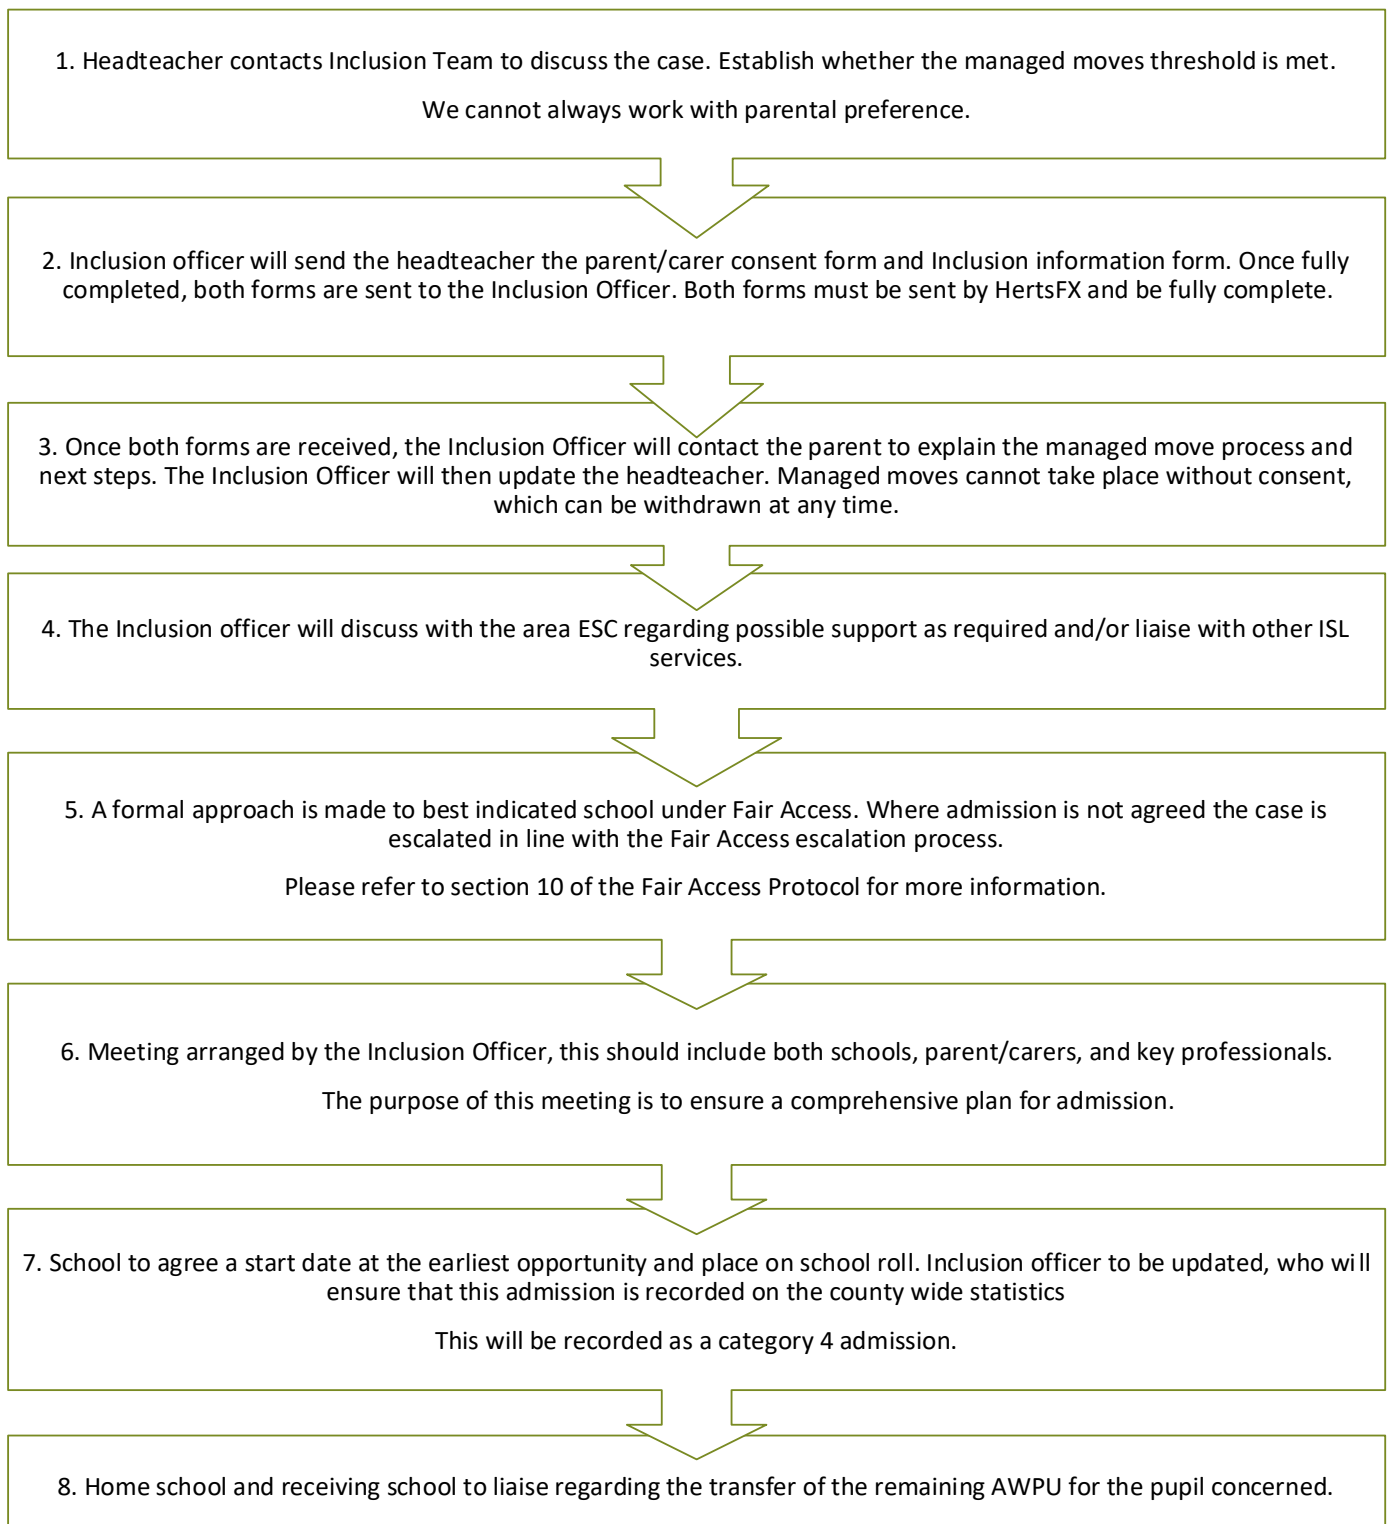 1. Headteacher contacts Inclusion Team to discuss the case. Establish whether the managed moves threshold is met.
We cannot always work with parental preference.
2. Inclusion officer will send the headteacher the parent/carer consent form and Inclusion information form. Once fully
completed, both forms are sent to the Inclusion Officer. Both forms must be sent by HertsFX and be fully complete.
3. Once both forms are received, the Inclusion Officer will contact the parent to explain the managed move process and
next steps. The Inclusion Officer will then update the headteacher. Managed moves cannot take place without consent,
which can be withdrawn at any time.
4. The Inclusion officer will discuss with the area ESC regarding possible support as required and/or liaise with other ISL
services.
5. A formal approach is made to best indicated school under Fair Access. Where admission is not agreed the case is
escalated in line with the Fair Access escalation process.
Please refer to section 10 of the Fair Access Protocol for more information.
6. Meeting arranged by the Inclusion Officer, this should include both schools, parent/carers, and key professionals.
The purpose of this meeting is to ensure a comprehensive plan for admission.
7. School to agree a start date at the earliest opportunity and place on school roll. Inclusion officer to be updated, who will
ensure that this admission is recorded on the county wide statistics
This will be recorded as a category 4 admission.
8. Home school and receiving school to liaise regarding the transfer of the remaining AWPU for the pupil concerned.